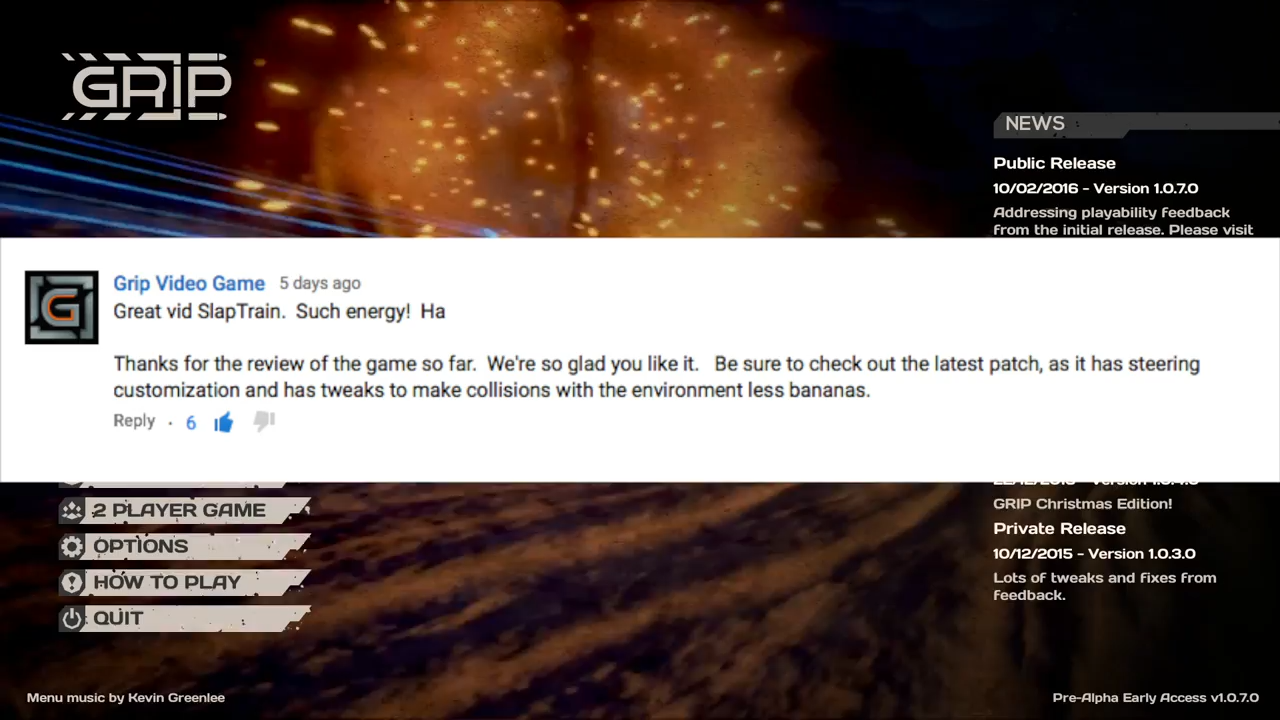 GRIP
NEWS
Public Release
10/02/2016 - Version 1.0.7.0
Addressing playability feedback
from the initial release. Please visit
Grip Video Game 5 days ago
Great vid SlapTrain. Such energy! Ha
Thanks for the review of the game so far. We're so glad you like it. Be sure to check out the latest patch, as it has steering
customization and has tweaks to make collisions with the environment less bananas.
Reply · 6
2 PLAYER GAME
OPTIONS
HOW TO PLAY
QUIT
GRIP Christmas Edition!
Private Release
10/12/2015 - Version 1.0.3.0
Lots of tweaks and fixes from
feedback.
Menu music by Kevin Greenlee
Pre-Alpha Early Access v1.0.7.0